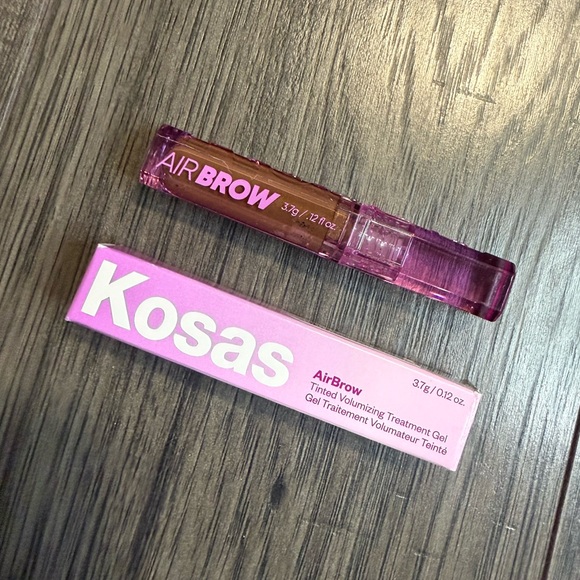 AIR BROW
3.7g / .12 fl oz.
Kosas
AirBrow
Tinted Volumizing Treatment Gel
Gel Traitement Volumateur Teinté
3.7g / 0.12 oz.